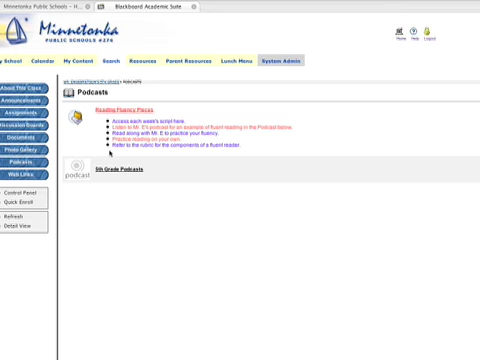 Minnetonka Public Schools – H...
Blackboard Academic Suite
Minnetonka
PUBLIC SCHOOLS #276
Home
Help
Logout
y School
Calendar
My Content
Search
Resources
Parent Resources
Lunch Menu
System Admin
About This Class
Announcements
Assignments
Discussion Boards
Documents
Photo Gallery
Podcasts
Web Links
Control Panel
Quick Enroll
Refresh
Detail View
> PODCASTS
Podcasts
Reading Fluency Pieces
Access each week's script here.
Listen to Mr. E's podcast for an example of fluent reading in the Podcast below.
Read along with Mr. E to practice your fluency.
Practice reading on your own.
Refer to the rubric for the components of a fluent reader.
podcast
5th Grade Podcasts